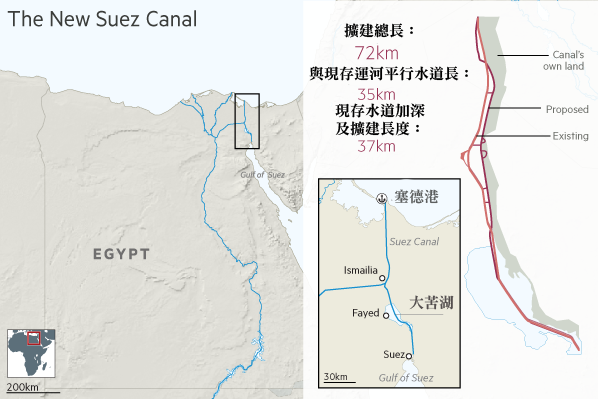 The New Suez Canal
擴建總長：
72km
與現存運河平行水道長：
35km
現存水道加深
及擴建長度：
37km
Canal's
own land
Proposed
Existing
Gulf of Suez
EGYPT
200km
塞德港
Suez Canal
Ismailia
大苦湖
Fayed
Suez
Gulf of Suez
30km